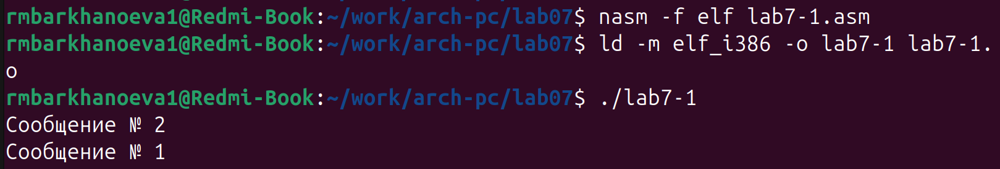 rmbarkhanoeva1@Redmi-Book:~/work/arch-pc/lab07$ nasm -f elf lab7-1.asm
rmbarkhanoeva1@Redmi-Book:~/work/arch-pc/lab07$ ld -m elf_i386 -o lab7-1 lab7-1.
o
rmbarkhanoeva1@Redmi-Book:~/work/arch-pc/lab07$ ./lab7-1
Сообщение № 2
Сообщение № 1